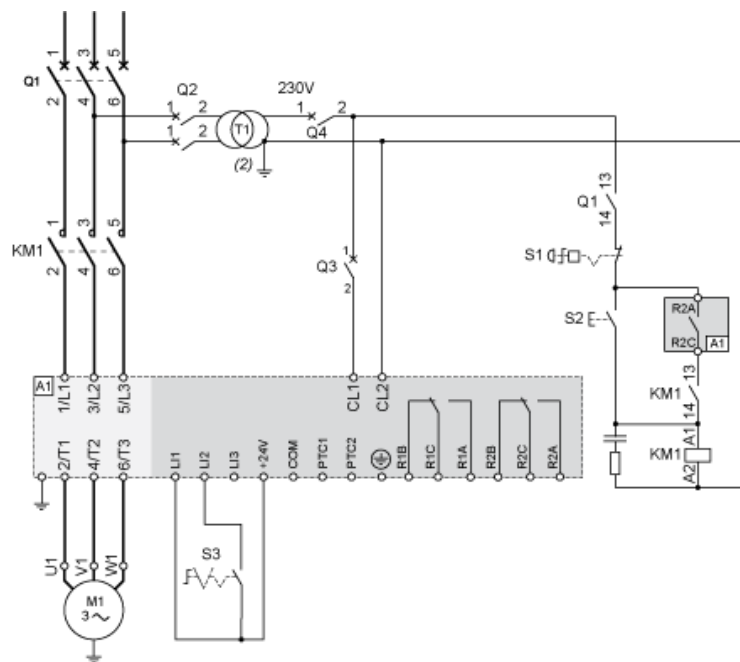 1 3 5
Q1
2 4 6
Q2
1 2
1 2
T1
(2)
230V
1 2
Q4
13
Q1
14
1 3 5
KM1
2 4 6
1
Q3
2
S1
S2
R2A
R2C
A1
13
KM1
14
A1
KM1
A2
A1
1/L1 3/L2 5/L3 CL1 CL2
2/T1 4/T2 6/T3 LI1 LI2 LI3 +24V COM PTC1 PTC2 R1B R1C R1A R2B R2C R2A
S3
U1 V1 W1
M1
3~